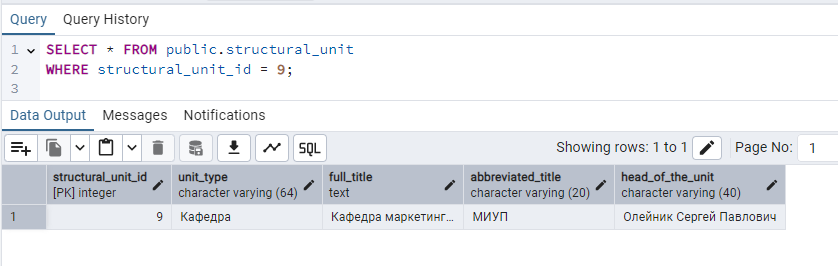 Query Query History
1 SELECT * FROM public.structural_unit
2 WHERE structural_unit_id = 9;
3
Data Output Messages Notifications
SQL Showing rows: 1 to 1 Page No: 1
structural_unit_id unit_type full_title abbreviated_title head_of_the_unit
[PK] integer character varying (64) text character varying (20) character varying (40)
1 9 Кафедра Кафедра маркетинг... МИУП Олейник Сергей Павлович